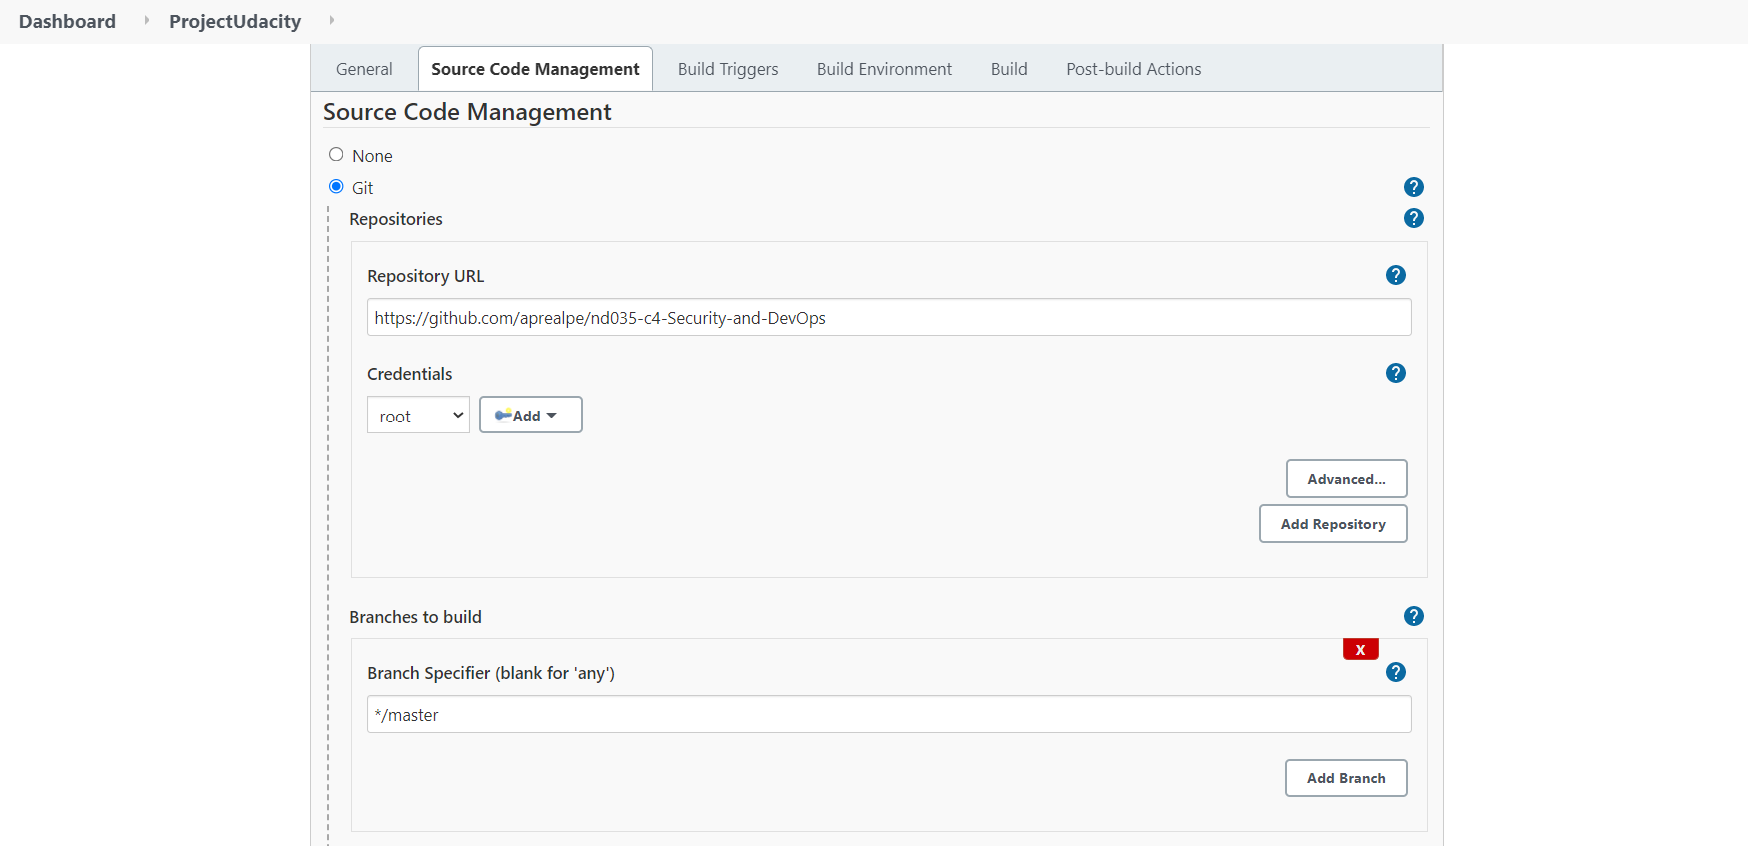 Dashboard ProjectUdacity
General Source Code Management Build Triggers Build Environment Build Post-build Actions
Source Code Management
None
Git ?
Repositories ?
Repository URL ?
https://github.com/aprealpe/nd035-c4-Security-and-DevOps
Credentials ?
root Add
Advanced...
Add Repository
Branches to build ?
X
Branch Specifier (blank for 'any') ?
*/master
Add Branch